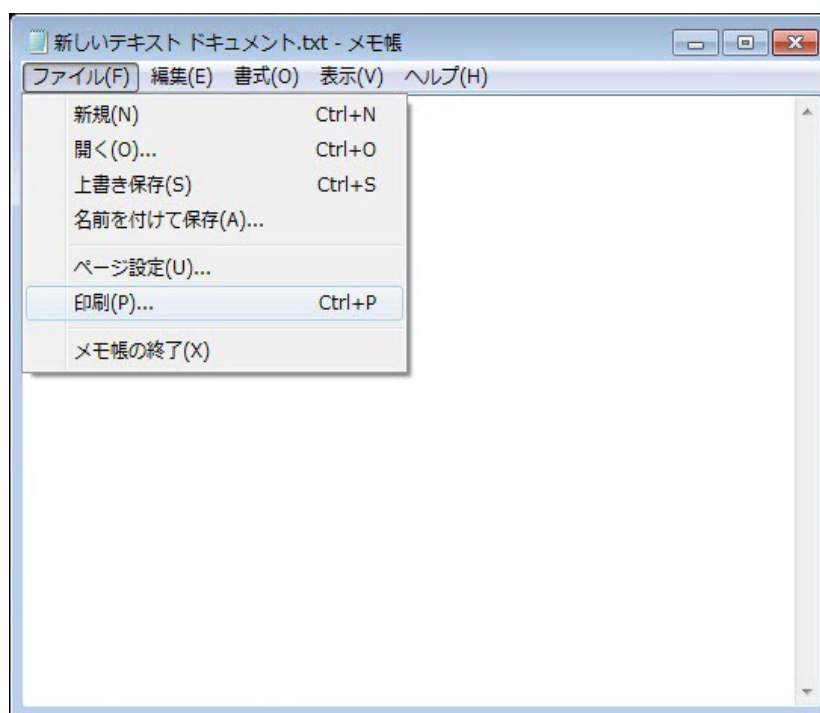 新しいテキスト ドキュメント.txt - メモ帳
ファイル(F) 編集(E) 書式(O) 表示(V) ヘルプ(H)
新規(N) Ctrl+N
開く(O)... Ctrl+O
上書き保存(S) Ctrl+S
名前を付けて保存(A)...
ページ設定(U)...
印刷(P)... Ctrl+P
メモ帳の終了(X)